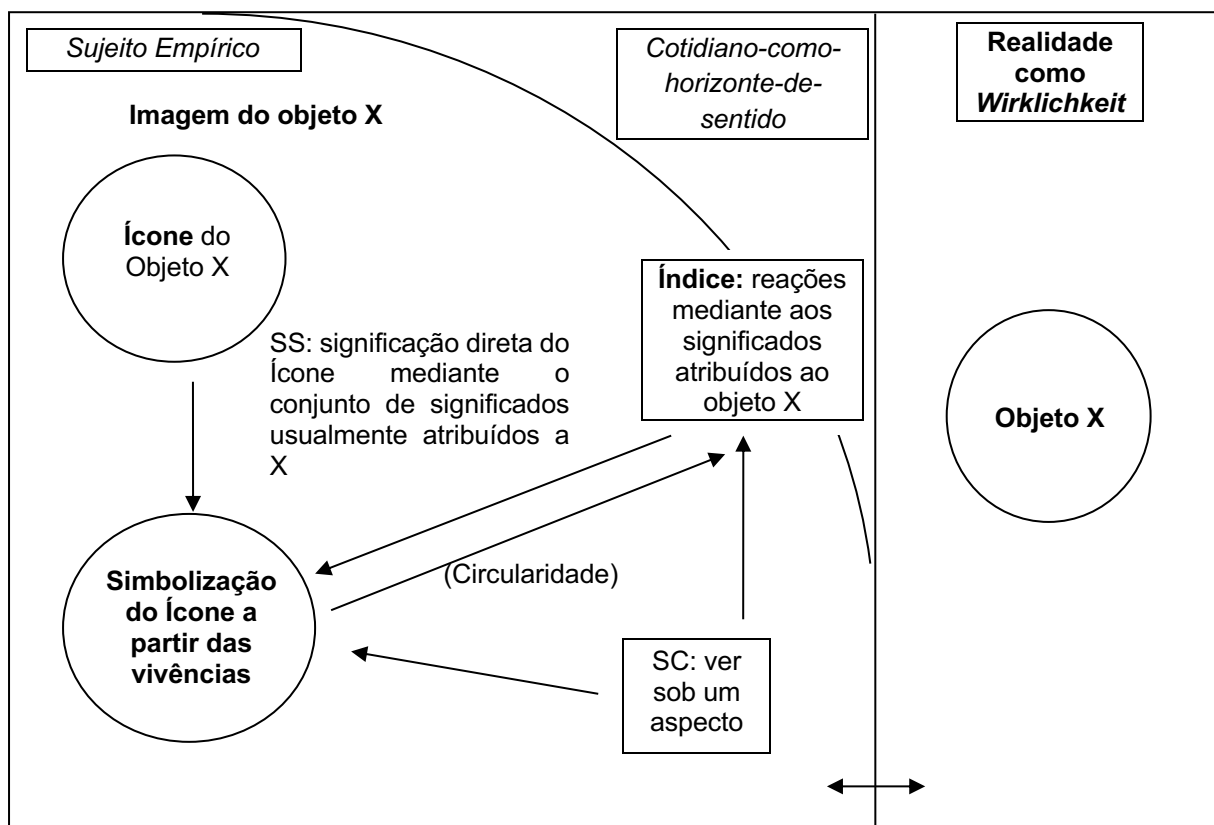 Sujeito Empírico
Cotidiano-como-
horizonte-de-
sentido
Realidade
como
Wirklichkeit
Imagem do objeto X
Ícone do
Objeto X
Índice: reações
mediante aos
significados
atribuídos ao
objeto X
SS: significação direta do
Ícone mediante o
conjunto de significados
usualmente atribuídos a
X
Objeto X
Simbolização
do Ícone a
partir das
vivências
(Circularidade)
SC: ver
sob um
aspecto